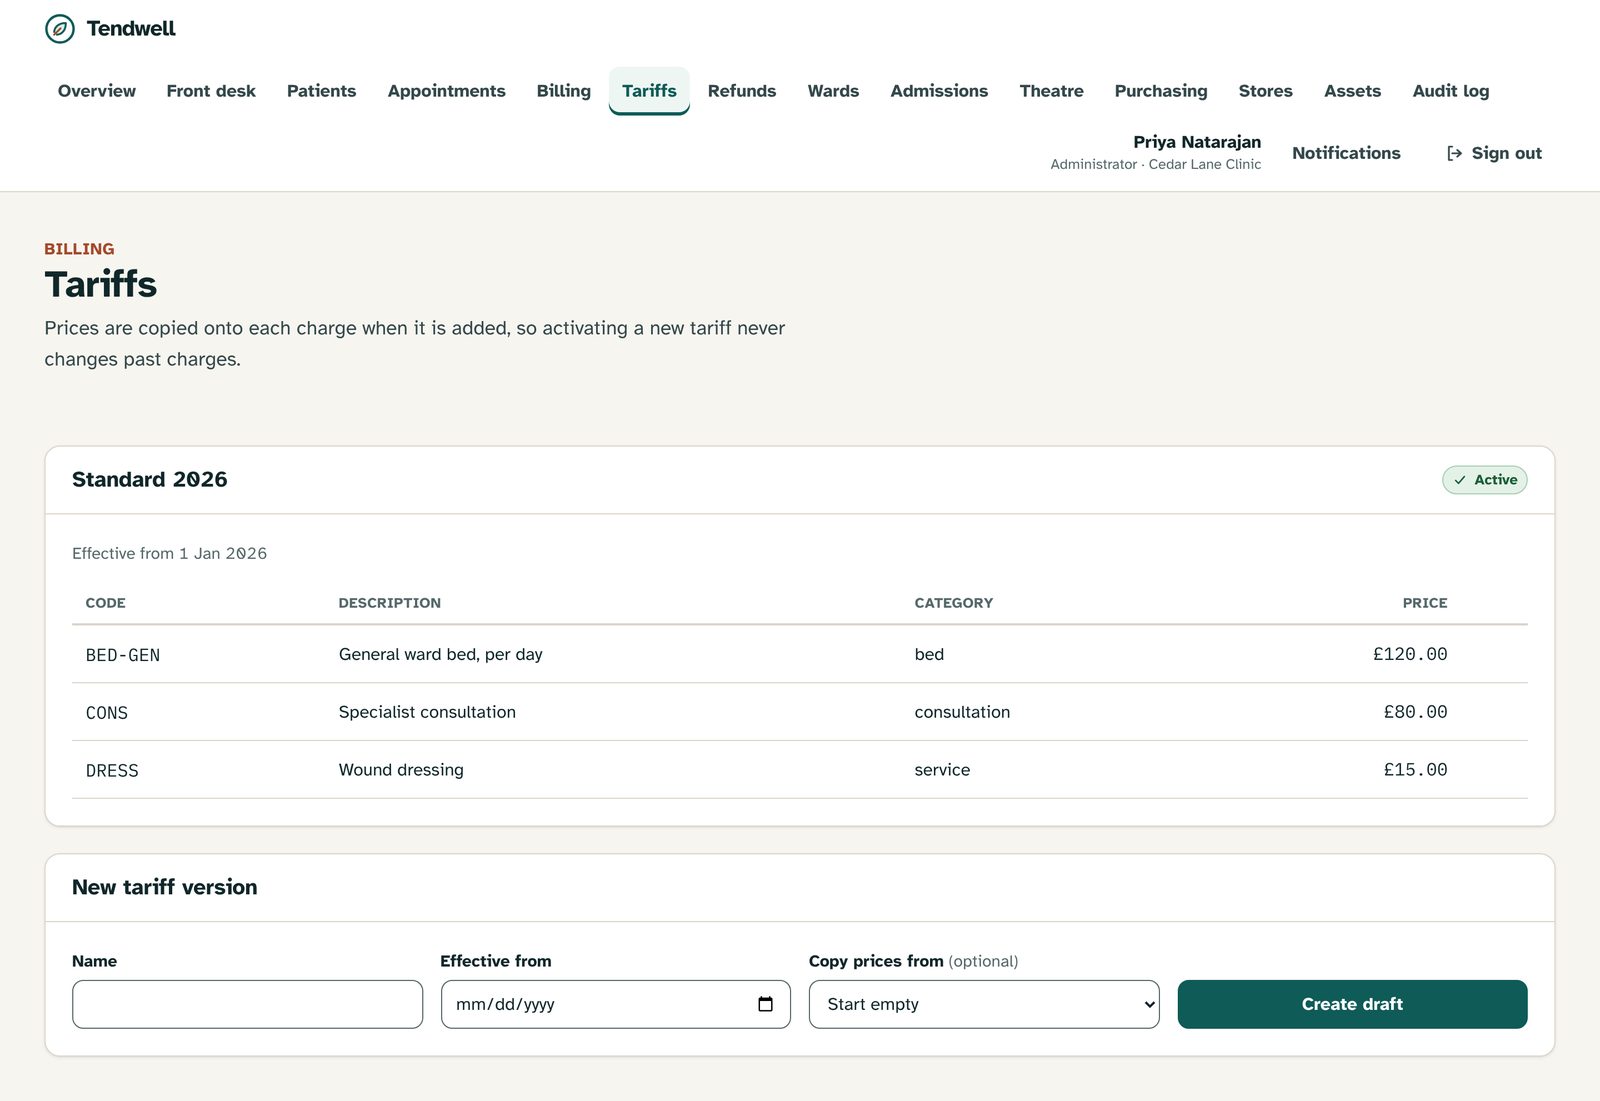 Tendwell
Overview Front desk Patients Appointments Billing Tariffs Refunds Wards Admissions Theatre Purchasing Stores Assets Audit log
Priya Natarajan
Administrator · Cedar Lane Clinic
Notifications
Sign out
BILLING
Tariffs
Prices are copied onto each charge when it is added, so activating a new tariff never
changes past charges.
Standard 2026
Active
Effective from 1 Jan 2026
CODE DESCRIPTION CATEGORY PRICE
BED-GEN General ward bed, per day bed £120.00
CONS Specialist consultation consultation £80.00
DRESS Wound dressing service £15.00
New tariff version
Name Effective from Copy prices from (optional)
mm/dd/yyyy Start empty Create draft